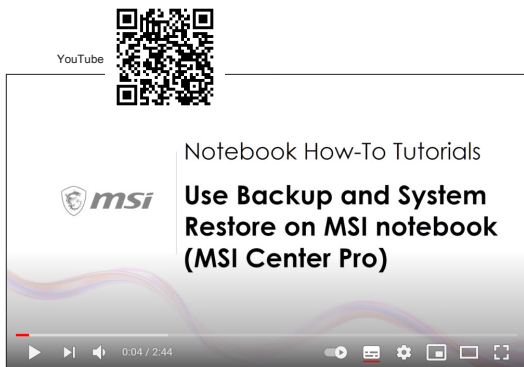 YouTube
Notebook How-To Tutorials
msi
Use Backup and System
Restore on MSI notebook
(MSI Center Pro)
0:04 / 2:44